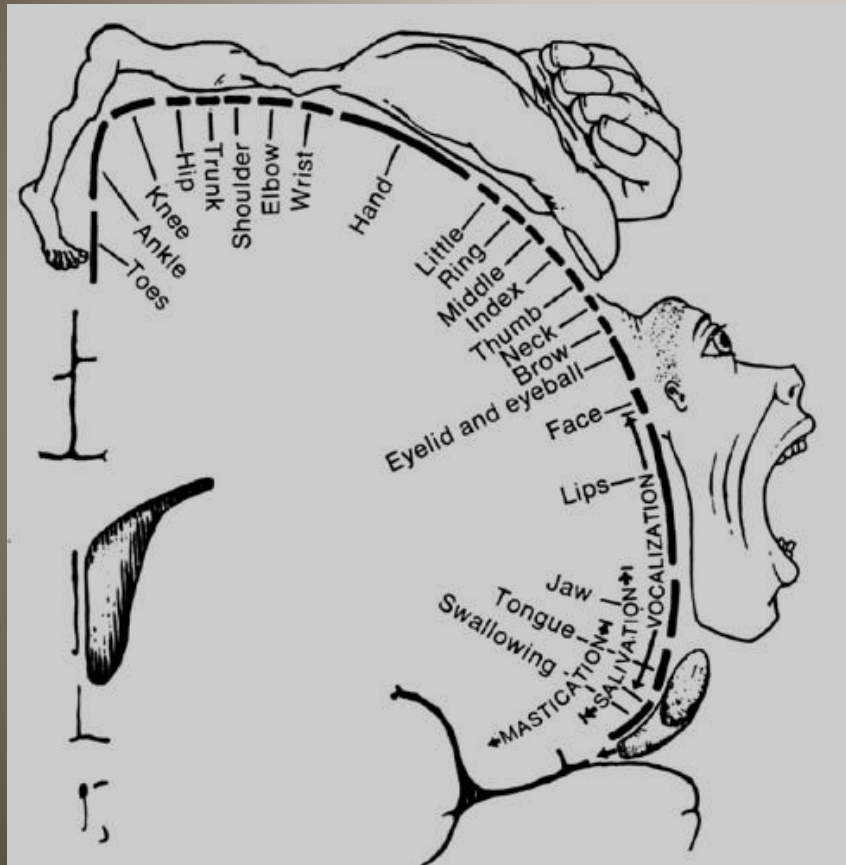 Toes
Ankle
Knee
Hip
Trunk
Shoulder
Elbow
Wrist
Hand
Little
Ring
Middle
Index
Thumb
Neck
Brow
Eyelid and eyeball
Face
Lips
Jaw
Tongue
Swallowing
VOCALIZATION
SALIVATION
MASTICATION